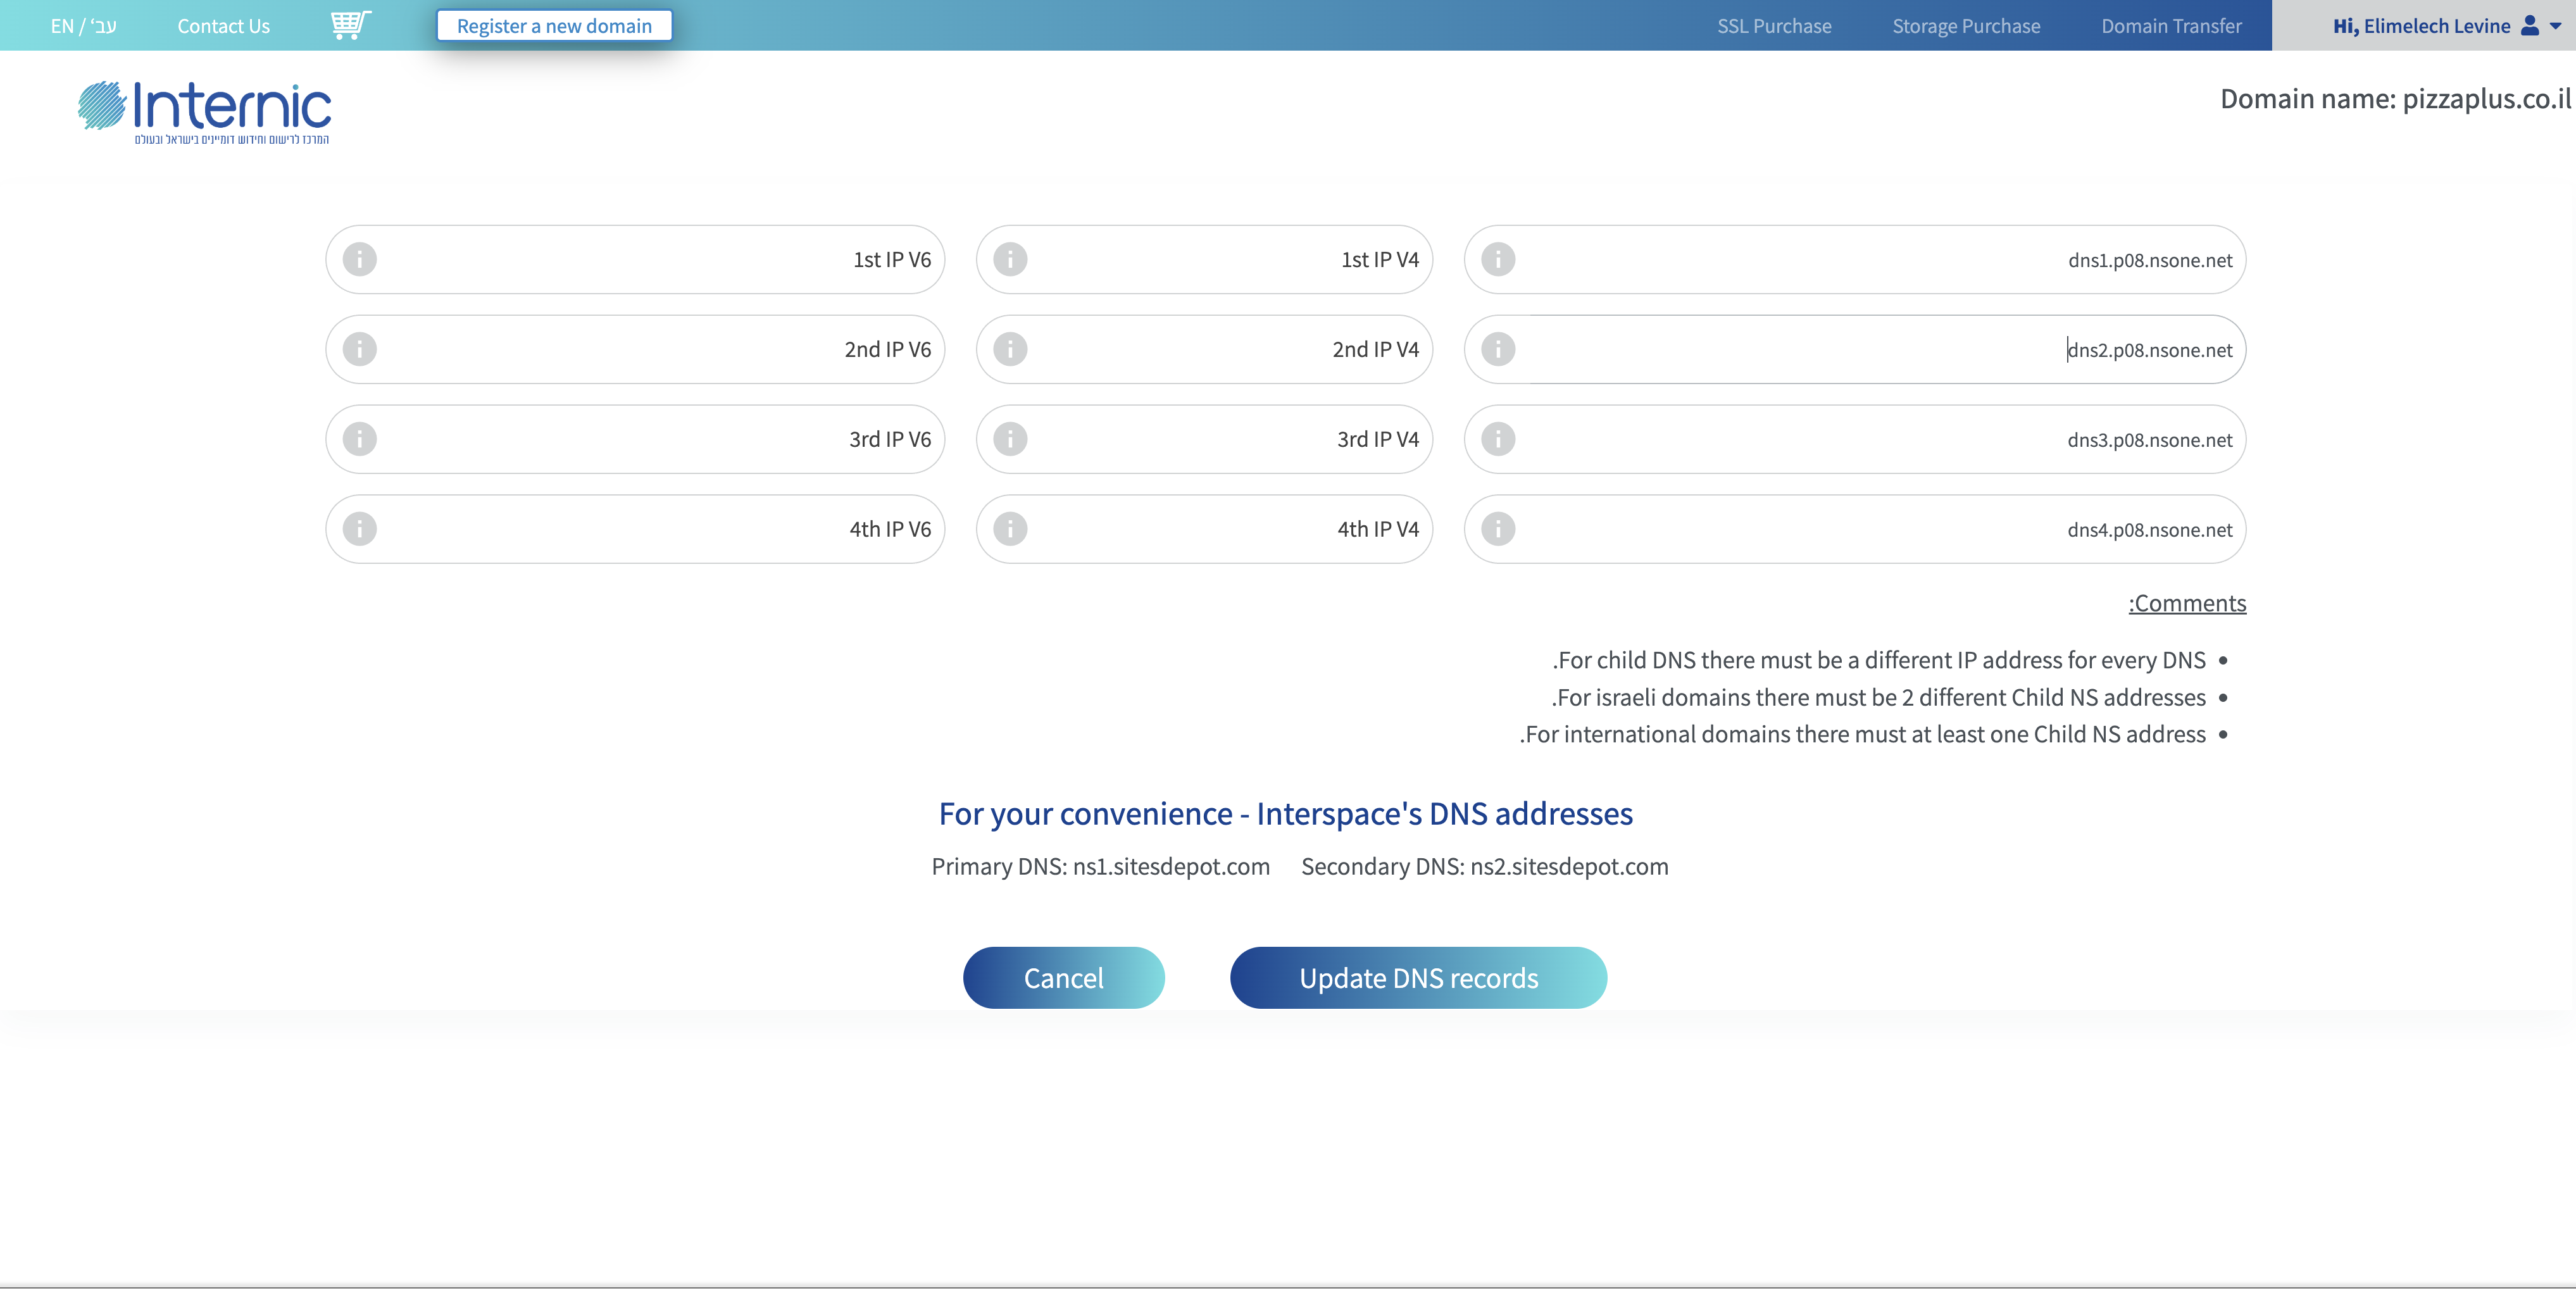 EN / עב'
Contact Us
Register a new domain
SSL Purchase
Storage Purchase
Domain Transfer
Hi, Elimelech Levine
Internic
המרכז לרישום וחידוש דומיינים בישראל ובעולם
Domain name: pizzaplus.co.il
dns1.p08.nsone.net
1st IP V4
1st IP V6
dns2.p08.nsone.net
2nd IP V4
2nd IP V6
dns3.p08.nsone.net
3rd IP V4
3rd IP V6
dns4.p08.nsone.net
4th IP V4
4th IP V6
:Comments
.For child DNS there must be a different IP address for every DNS
.For israeli domains there must be 2 different Child NS addresses
.For international domains there must at least one Child NS address
For your convenience - Interspace's DNS addresses
Primary DNS: ns1.sitesdepot.com Secondary DNS: ns2.sitesdepot.com
Cancel
Update DNS records